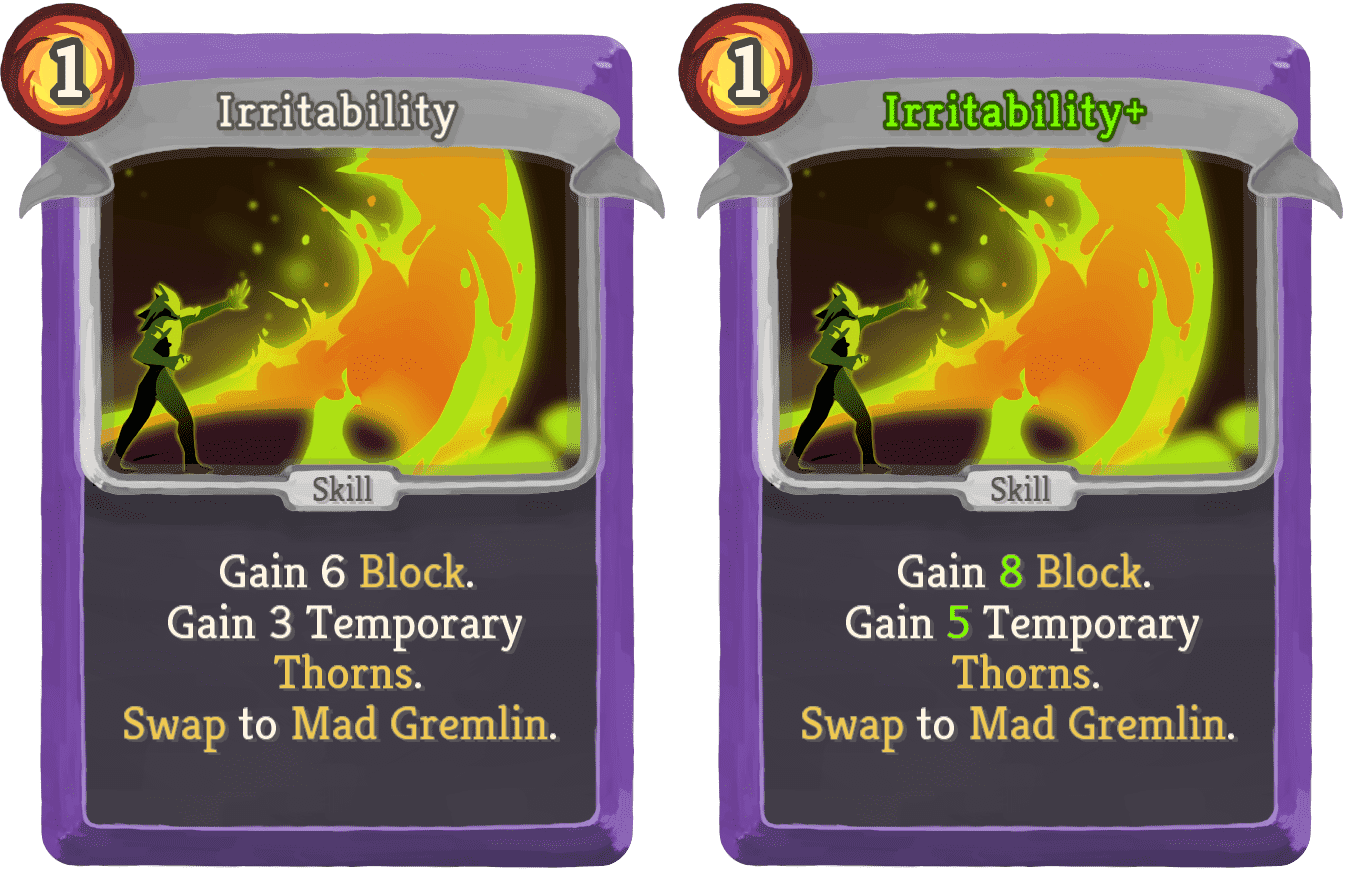 1
Irritability
Skill
Gain 6 Block.
Gain 3 Temporary
Thorns.
Swap to Mad Gremlin.
1
Irritability+
Skill
Gain 8 Block.
Gain 5 Temporary
Thorns.
Swap to Mad Gremlin.